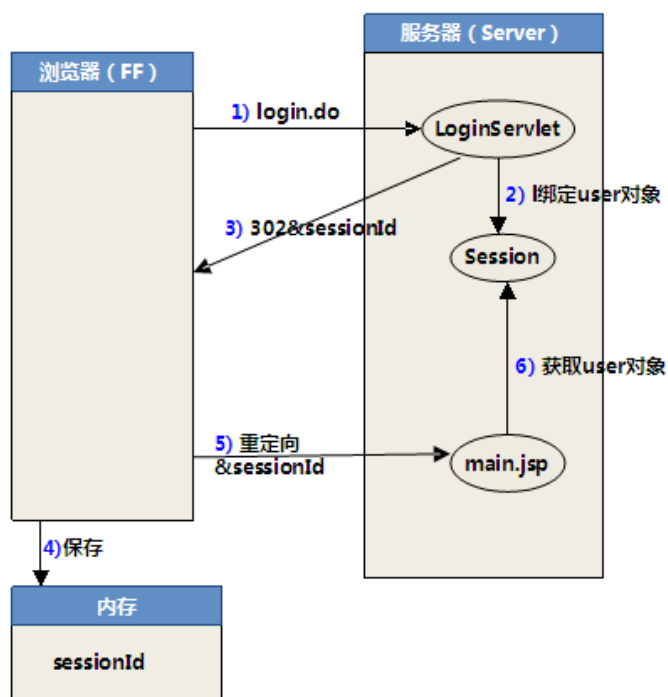 服务器（Server）
浏览器（FF）
1) login.do
LoginServlet
2) l绑定user对象
3) 302&sessionId
Session
6) 获取user对象
5) 重定向
&sessionId
main.jsp
4)保存
内存
sessionId